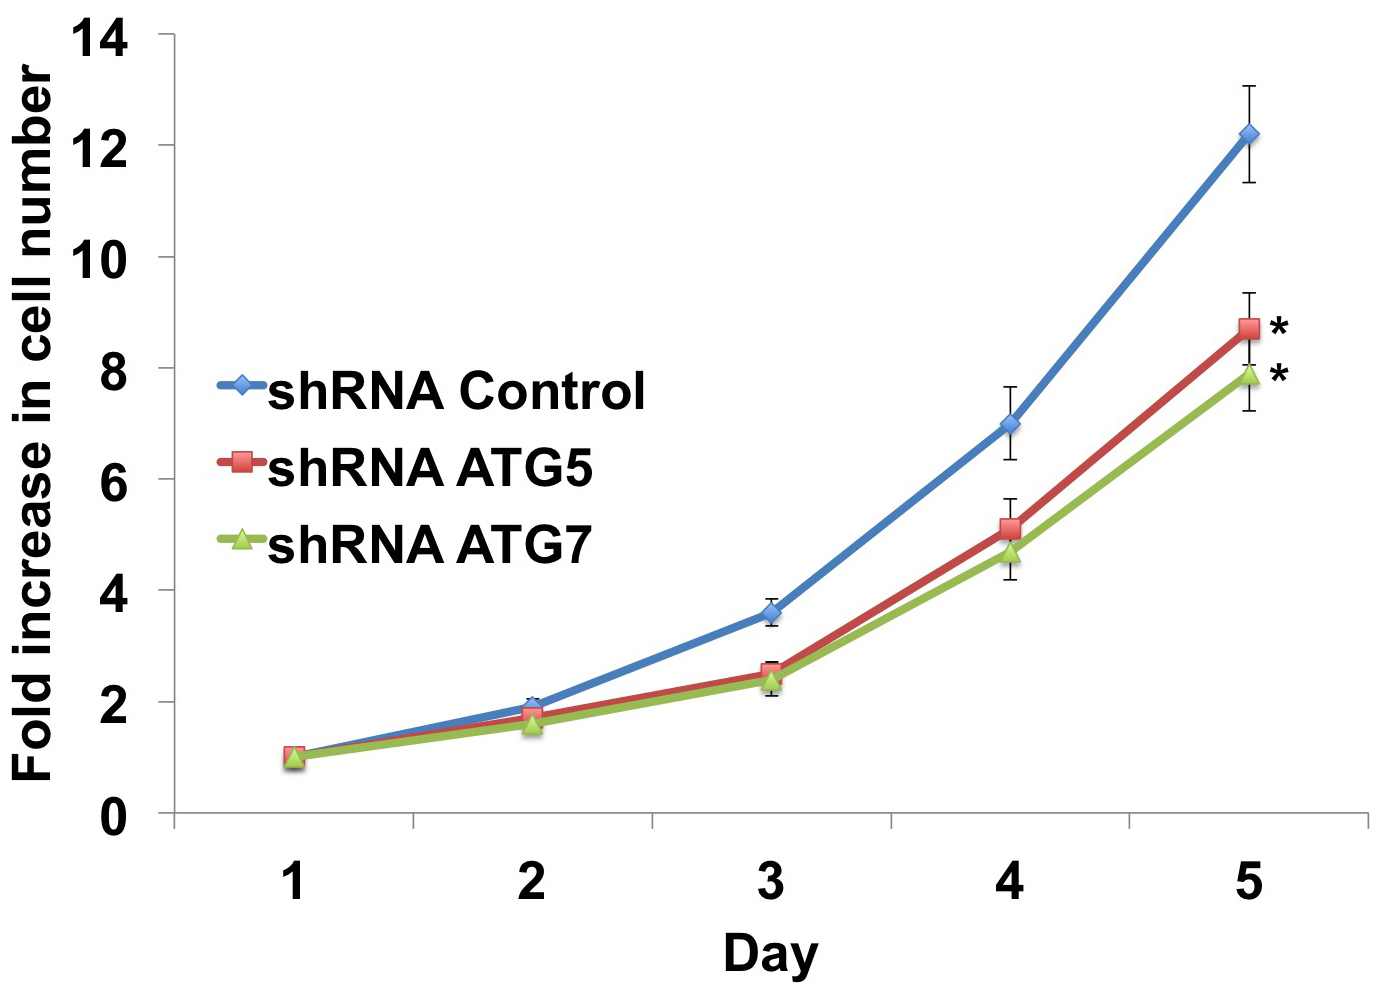 Fold increase in cell number
14
12
10
8
6
4
2
0
shRNA Control
shRNA ATG5
shRNA ATG7
*
*
1 2 3 4 5
Day